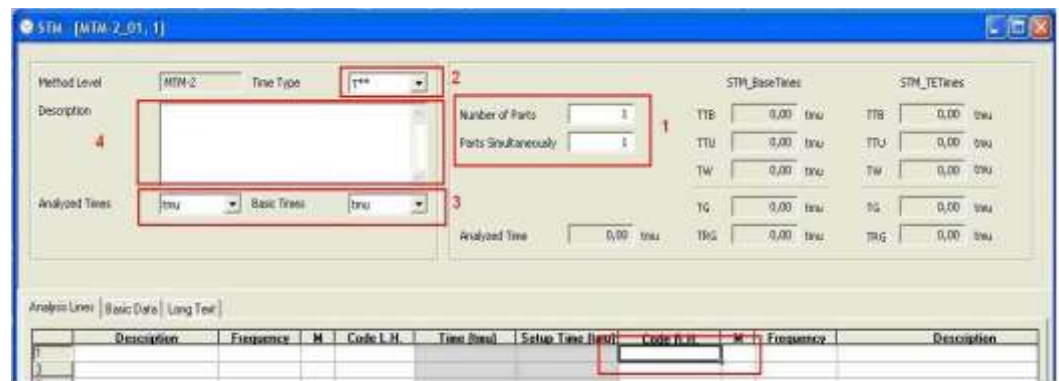 STM [MTM-2_01, 1]
Method Level MTM-2 Time Type T** 2 STM_BaseTimes STM_TETimes
Description Number of Parts 1 TTB 0,00 tmu TTB 0,00 tmu
4 Parts Simultaneously 1 1 TTU 0,00 tmu TTU 0,00 tmu
TW 0,00 tmu TW 0,00 tmu
Analyzed Times tmu Basic Times tmu 3 TG 0,00 tmu TG 0,00 tmu
Analyzed Time 0,00 tmu TRG 0,00 tmu TRG 0,00 tmu
Analysis Lines Basic Data Long Text
Description Frequency M Code L.H. Time [tmu] Setup Time [tmu] Code R.H. M Frequency Description
1